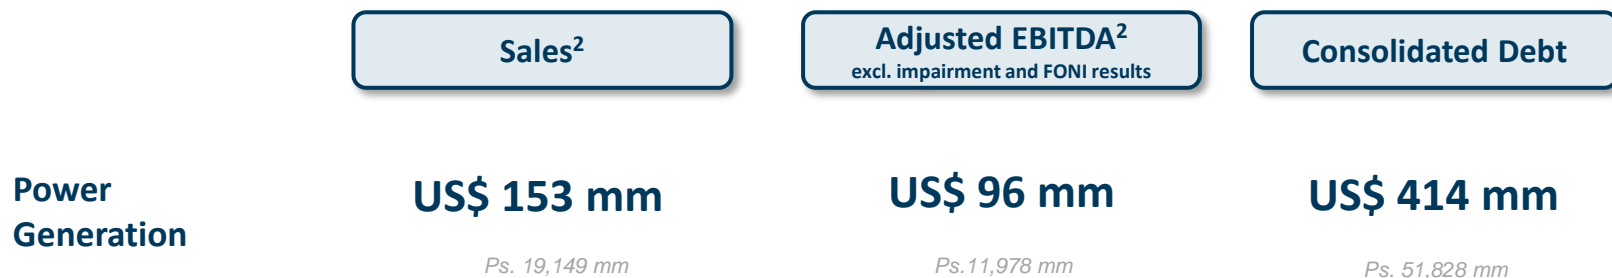 Sales²
Adjusted EBITDA²
excl. impairment and FONI results
Consolidated Debt
Power
Generation
US$ 153 mm
US$ 96 mm
US$ 414 mm
Ps. 19,149 mm
Ps.11,978 mm
Ps. 51,828 mm